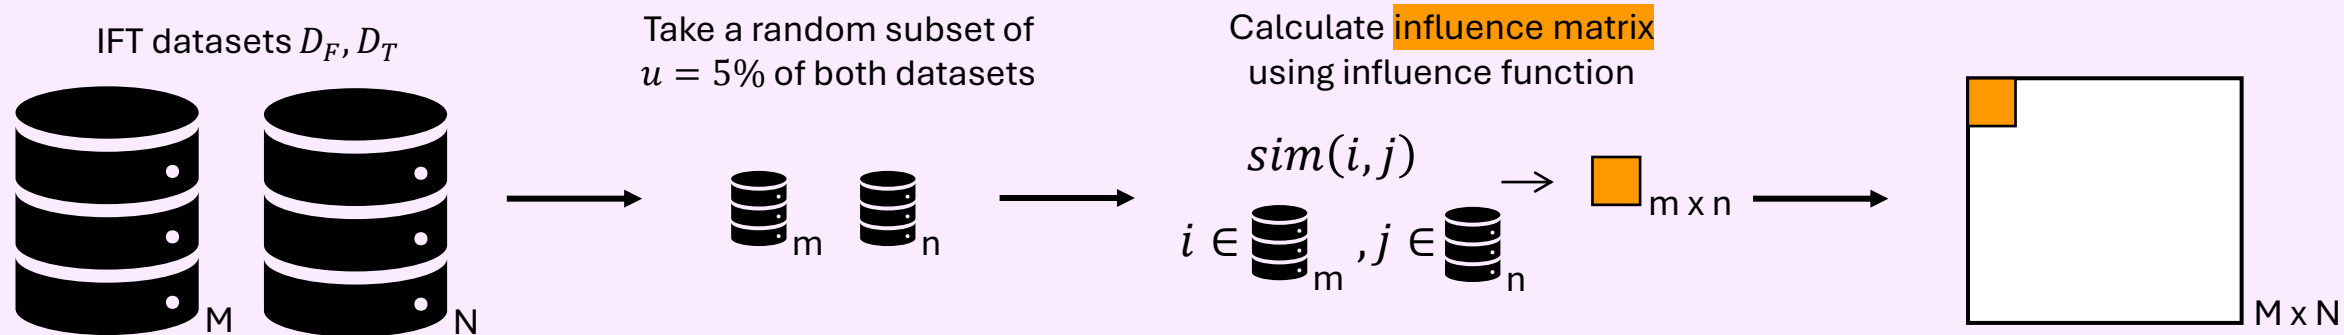 IFT datasets D_F, D_T
M
N
Take a random subset of
u = 5% of both datasets
m
n
Calculate influence matrix
using influence function
sim(i, j)
i ∈ m , j ∈ n
m x n
M x N